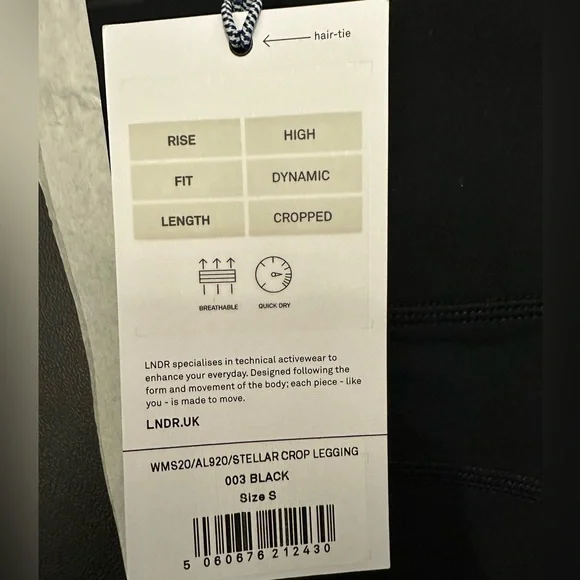 hair-tie
RISE HIGH
FIT DYNAMIC
LENGTH CROPPED
BREATHABLE QUICK DRY
LNDR specialises in technical activewear to
enhance your everyday. Designed following the
form and movement of the body; each piece - like
you - is made to move.
LNDR.UK
WMS20/AL920/STELLAR CROP LEGGING
003 BLACK
Size S
5 060676 212430